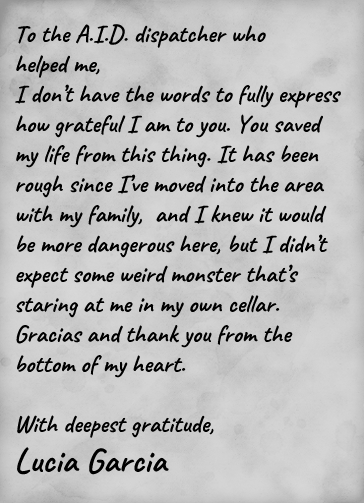 To the A.I.D. dispatcher who
helped me,
I don't have the words to fully express
how grateful I am to you. You saved
my life from this thing. It has been
rough since I've moved into the area
with my family,  and I knew it would
be more dangerous here, but I didn't
expect some weird monster that's
staring at me in my own cellar.
Gracias and thank you from the
bottom of my heart.

With deepest gratitude,
Lucia Garcia